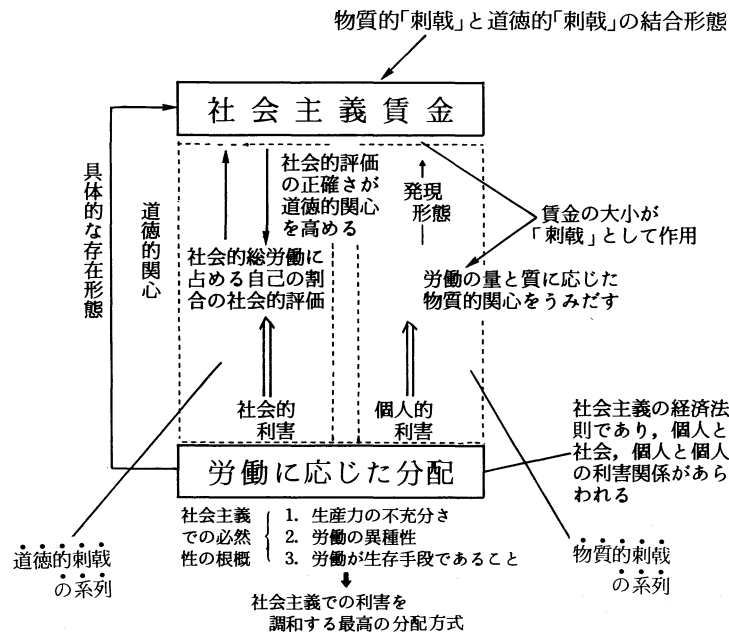 物質的「刺戟」と道徳的「刺戟」の結合形態
社会主義賃金
具体的な存在形態
道徳的関心
社会的評価
の正確さが
道徳的関心
を高める
社会的総労働に
占める自己の割
合の社会的評価
発現
形態
賃金の大小が
「刺戟」として作用
労働の量と質に応じた
物質的関心をうみだす
社会的
利害
個人的
利害
労働に応じた分配
社会主義の経済法
則であり，個人と
社会，個人と個人
の利害関係があら
われる
社会主義
での必然
性の根概
1. 生産力の不充分さ
2. 労働の異種性
3. 労働が生存手段であること
社会主義での利害を
調和する最高の分配方式
道徳的刺戟
の系列
物質的刺戟
の系列